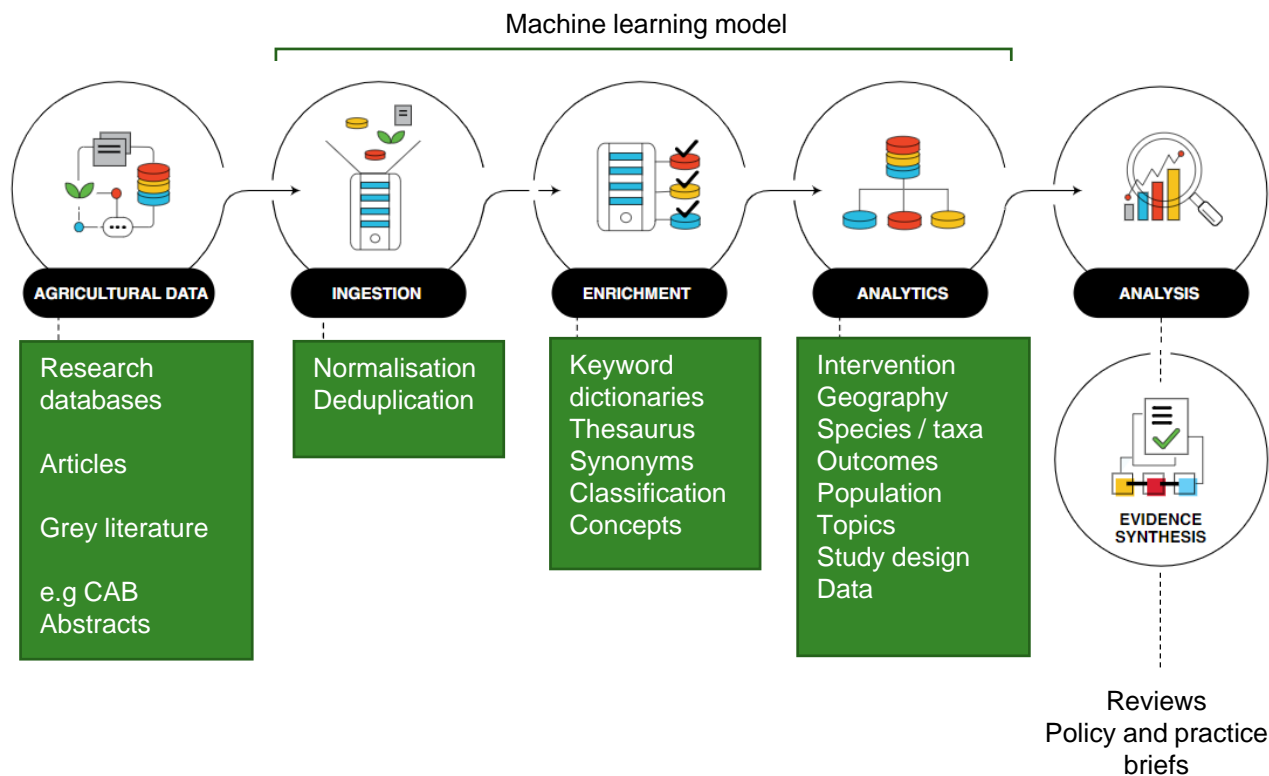 Machine learning model
AGRICULTURAL DATA
INGESTION
ENRICHMENT
ANALYTICS
ANALYSIS
Research
databases
Articles
Grey literature
e.g CAB
Abstracts
Normalisation
Deduplication
Keyword
dictionaries
Thesaurus
Synonyms
Classification
Concepts
Intervention
Geography
Species / taxa
Outcomes
Population
Topics
Study design
Data
EVIDENCE
SYNTHESIS
Reviews
Policy and practice
briefs